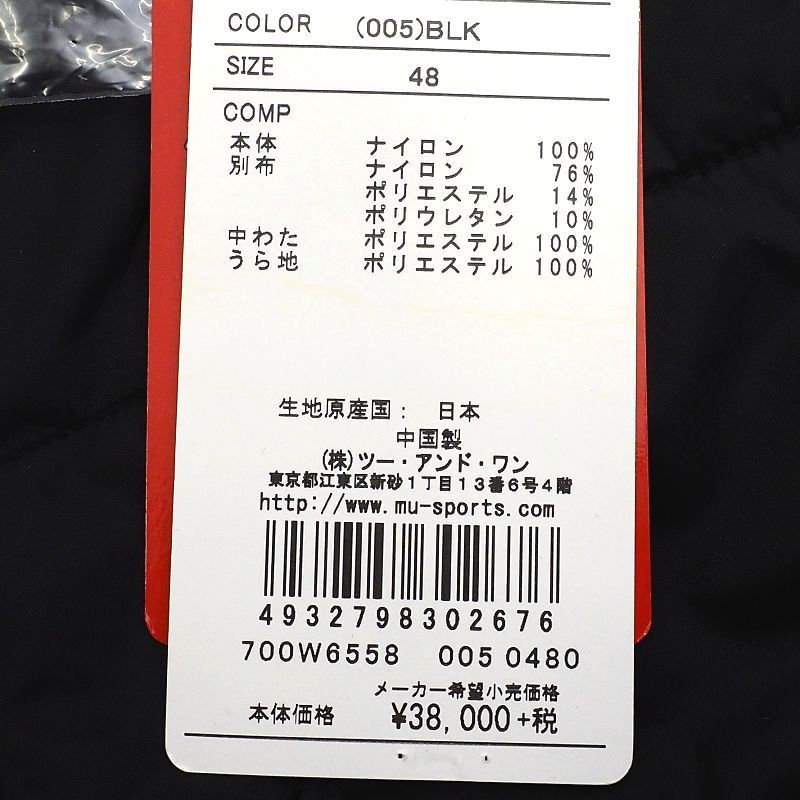 COLOR (005)BLK
SIZE 48
COMP
本体 ナイロン 100%
別布 ナイロン 76%
ポリエステル 14%
ポリウレタン 10%
中わた ポリエステル 100%
うら地 ポリエステル 100%
生地原産国： 日本
中国製
(株)ツー・アンド・ワン
東京都江東区新砂1丁目13番6号4階
http://www.mu-sports.com
4932798302676
700W6558 005 0480
メーカー希望小売価格
本体価格 ¥38,000+税